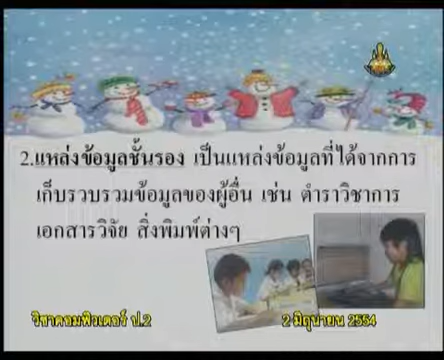 2.แหล่งข้อมูลชั้นรอง เป็นแหล่งข้อมูลที่ได้จากการ
เก็บรวบรวมข้อมูลของผู้อื่น เช่น ตำราวิชาการ
เอกสารวิจัย สิ่งพิมพ์ต่างๆ
วิชาคอมพิวเตอร์ ป.2
2 มิถุนายน 2554